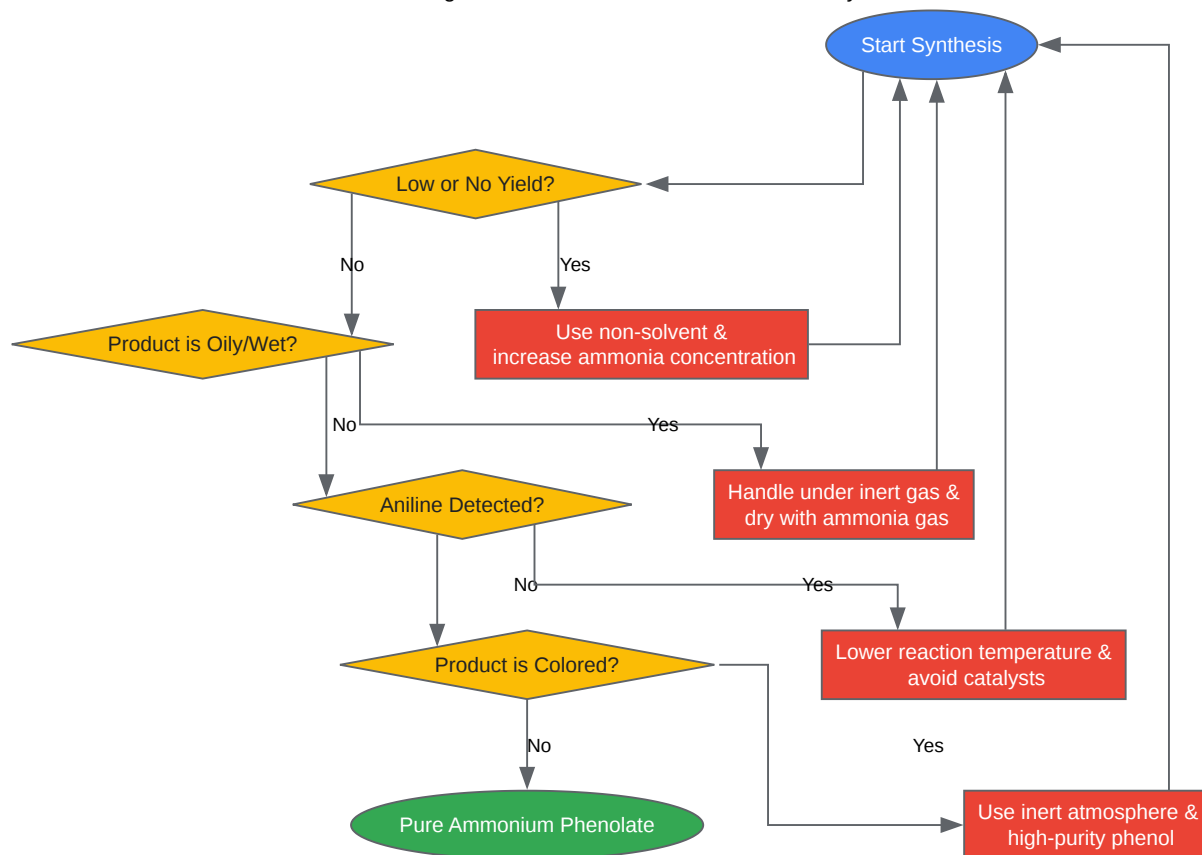 Start Synthesis
Low or No Yield?
No
Yes
Use non-solvent &
increase ammonia concentration
Product is Oily/Wet?
No
Yes
Handle under inert gas &
dry with ammonia gas
Aniline Detected?
No
Yes
Lower reaction temperature &
avoid catalysts
Product is Colored?
No
Yes
Use inert atmosphere &
high-purity phenol
Pure Ammonium Phenolate